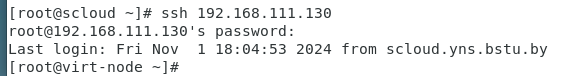 [root@scloud ~]# ssh 192.168.111.130
root@192.168.111.130's password:
Last login: Fri Nov  1 18:04:53 2024 from scloud.yns.bstu.by
[root@virt-node ~]#